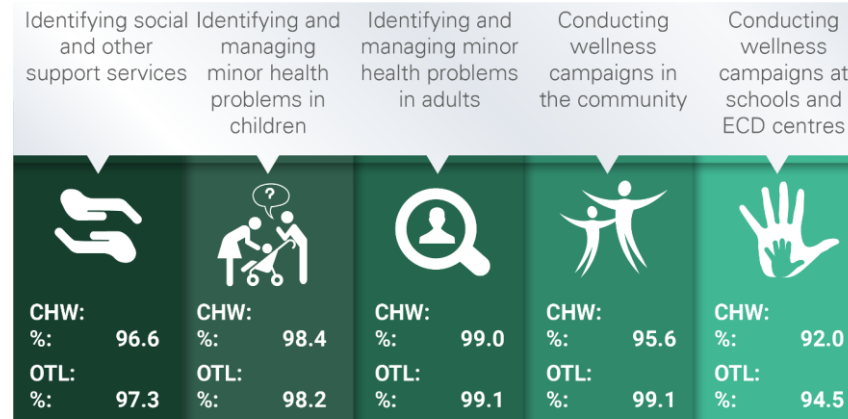 Identifying social
and other
support services
Identifying and
managing
minor health
problems in
children
Identifying and
managing minor
health problems
in adults
Conducting
wellness
campaigns in
the community
Conducting
wellness
campaigns at
schools and
ECD centres
?
CHW:
%: 96.6
OTL:
%: 97.3
CHW:
%: 98.4
OTL:
%: 98.2
CHW:
%: 99.0
OTL:
%: 99.1
CHW:
%: 95.6
OTL:
%: 99.1
CHW:
%: 92.0
OTL:
%: 94.5